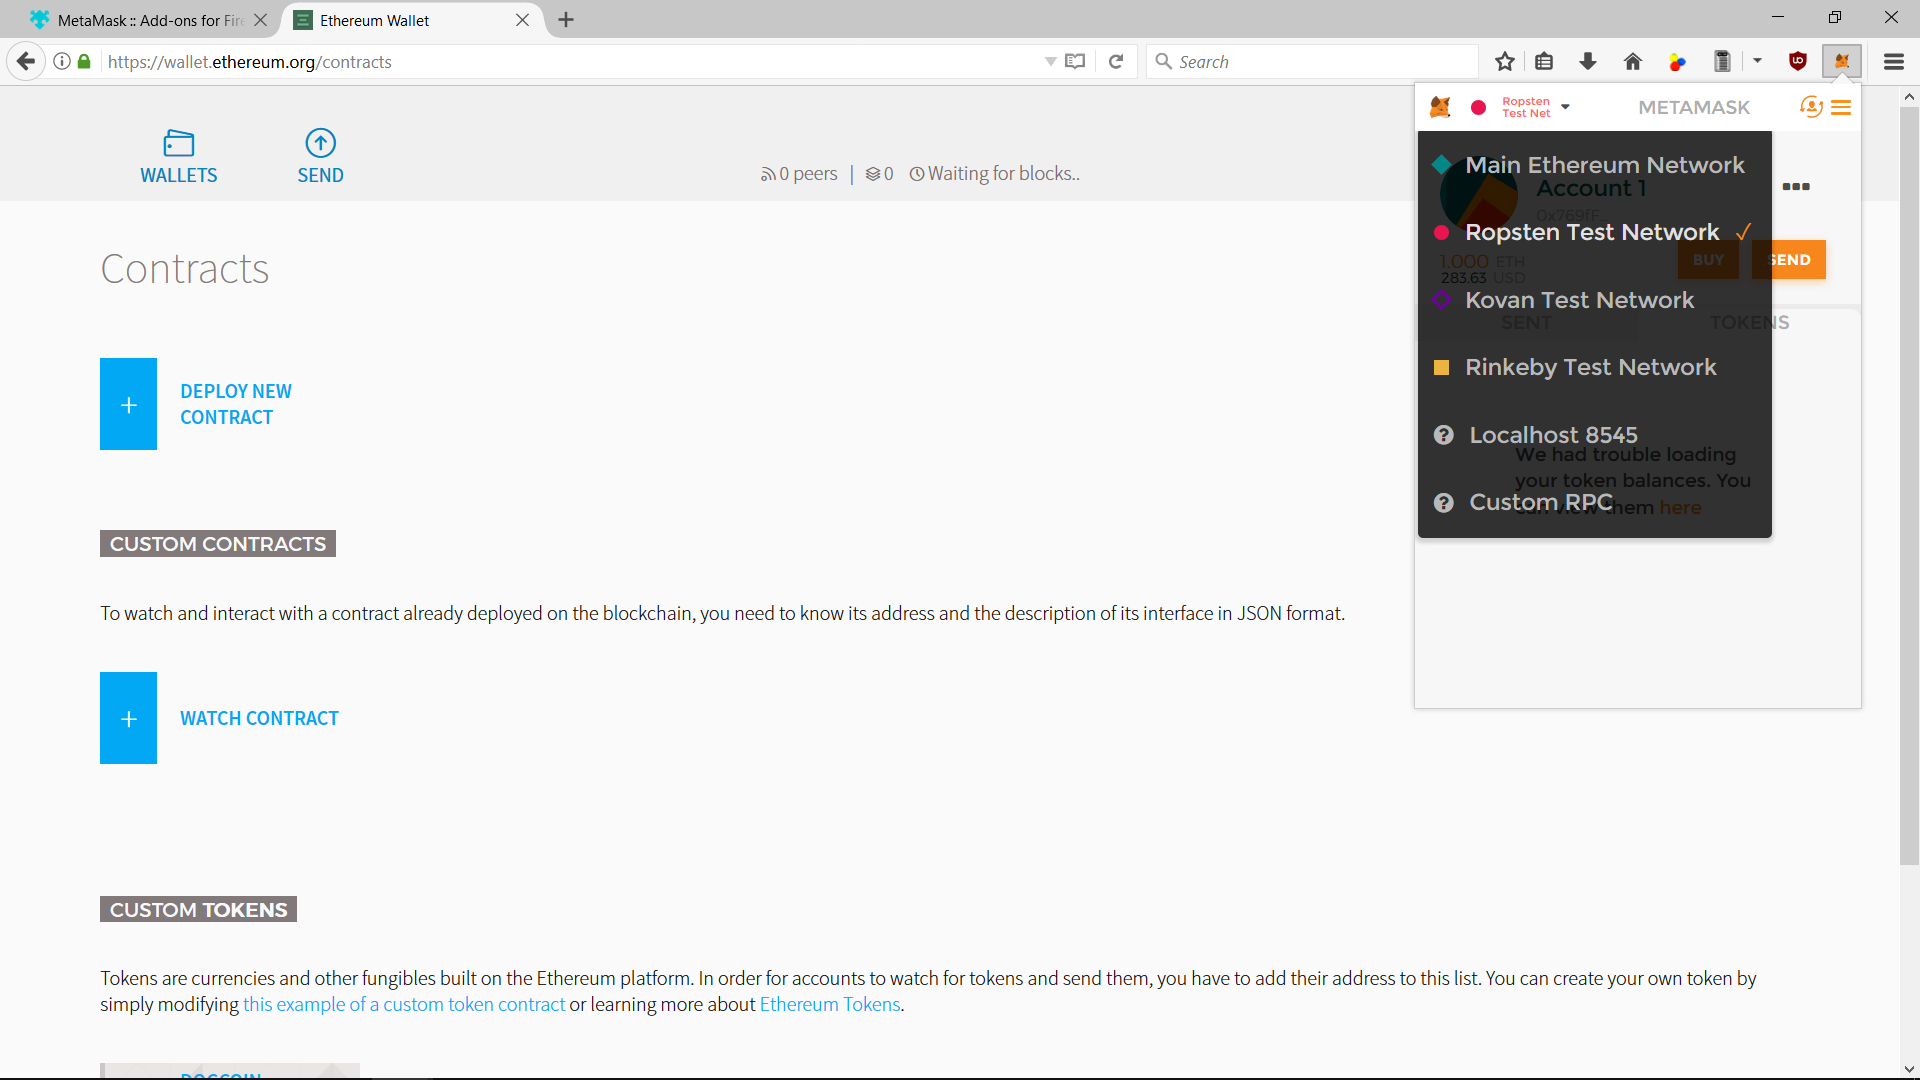 MetaMask :: Add-ons for Fire
Ethereum Wallet
https://wallet.ethereum.org/contracts
Search
WALLETS
SEND
0 peers | 0 Waiting for blocks..
Ropsten
Test Net
METAMASK
Main Ethereum Network
Account 1
0x769fF...
Ropsten Test Network
1.000 ETH
283.63 USD
BUY
SEND
Kovan Test Network
SENT
TOKENS
Rinkeby Test Network
Localhost 8545
We had trouble loading
your token balances. You
can view them here
Custom RPC
Contracts
+
DEPLOY NEW
CONTRACT
CUSTOM CONTRACTS
To watch and interact with a contract already deployed on the blockchain, you need to know its address and the description of its interface in JSON format.
+
WATCH CONTRACT
CUSTOM TOKENS
Tokens are currencies and other fungibles built on the Ethereum platform. In order for accounts to watch for tokens and send them, you have to add their address to this list. You can create your own token by
simply modifying this example of a custom token contract or learning more about Ethereum Tokens.
DOGCOIN